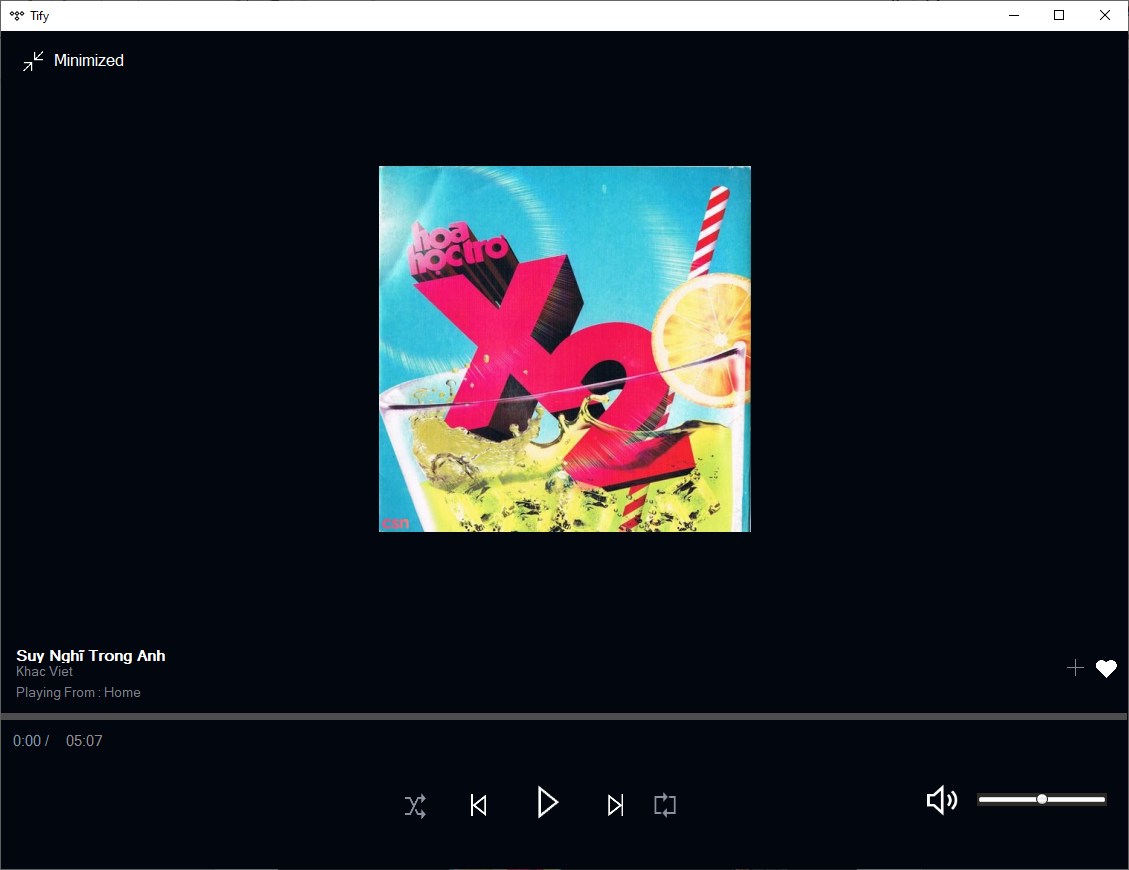 Tify
Minimized
hoa
học trò
X2
csn
Suy Nghĩ Trong Anh
Khac Viet
Playing From : Home
0:00 / 05:07